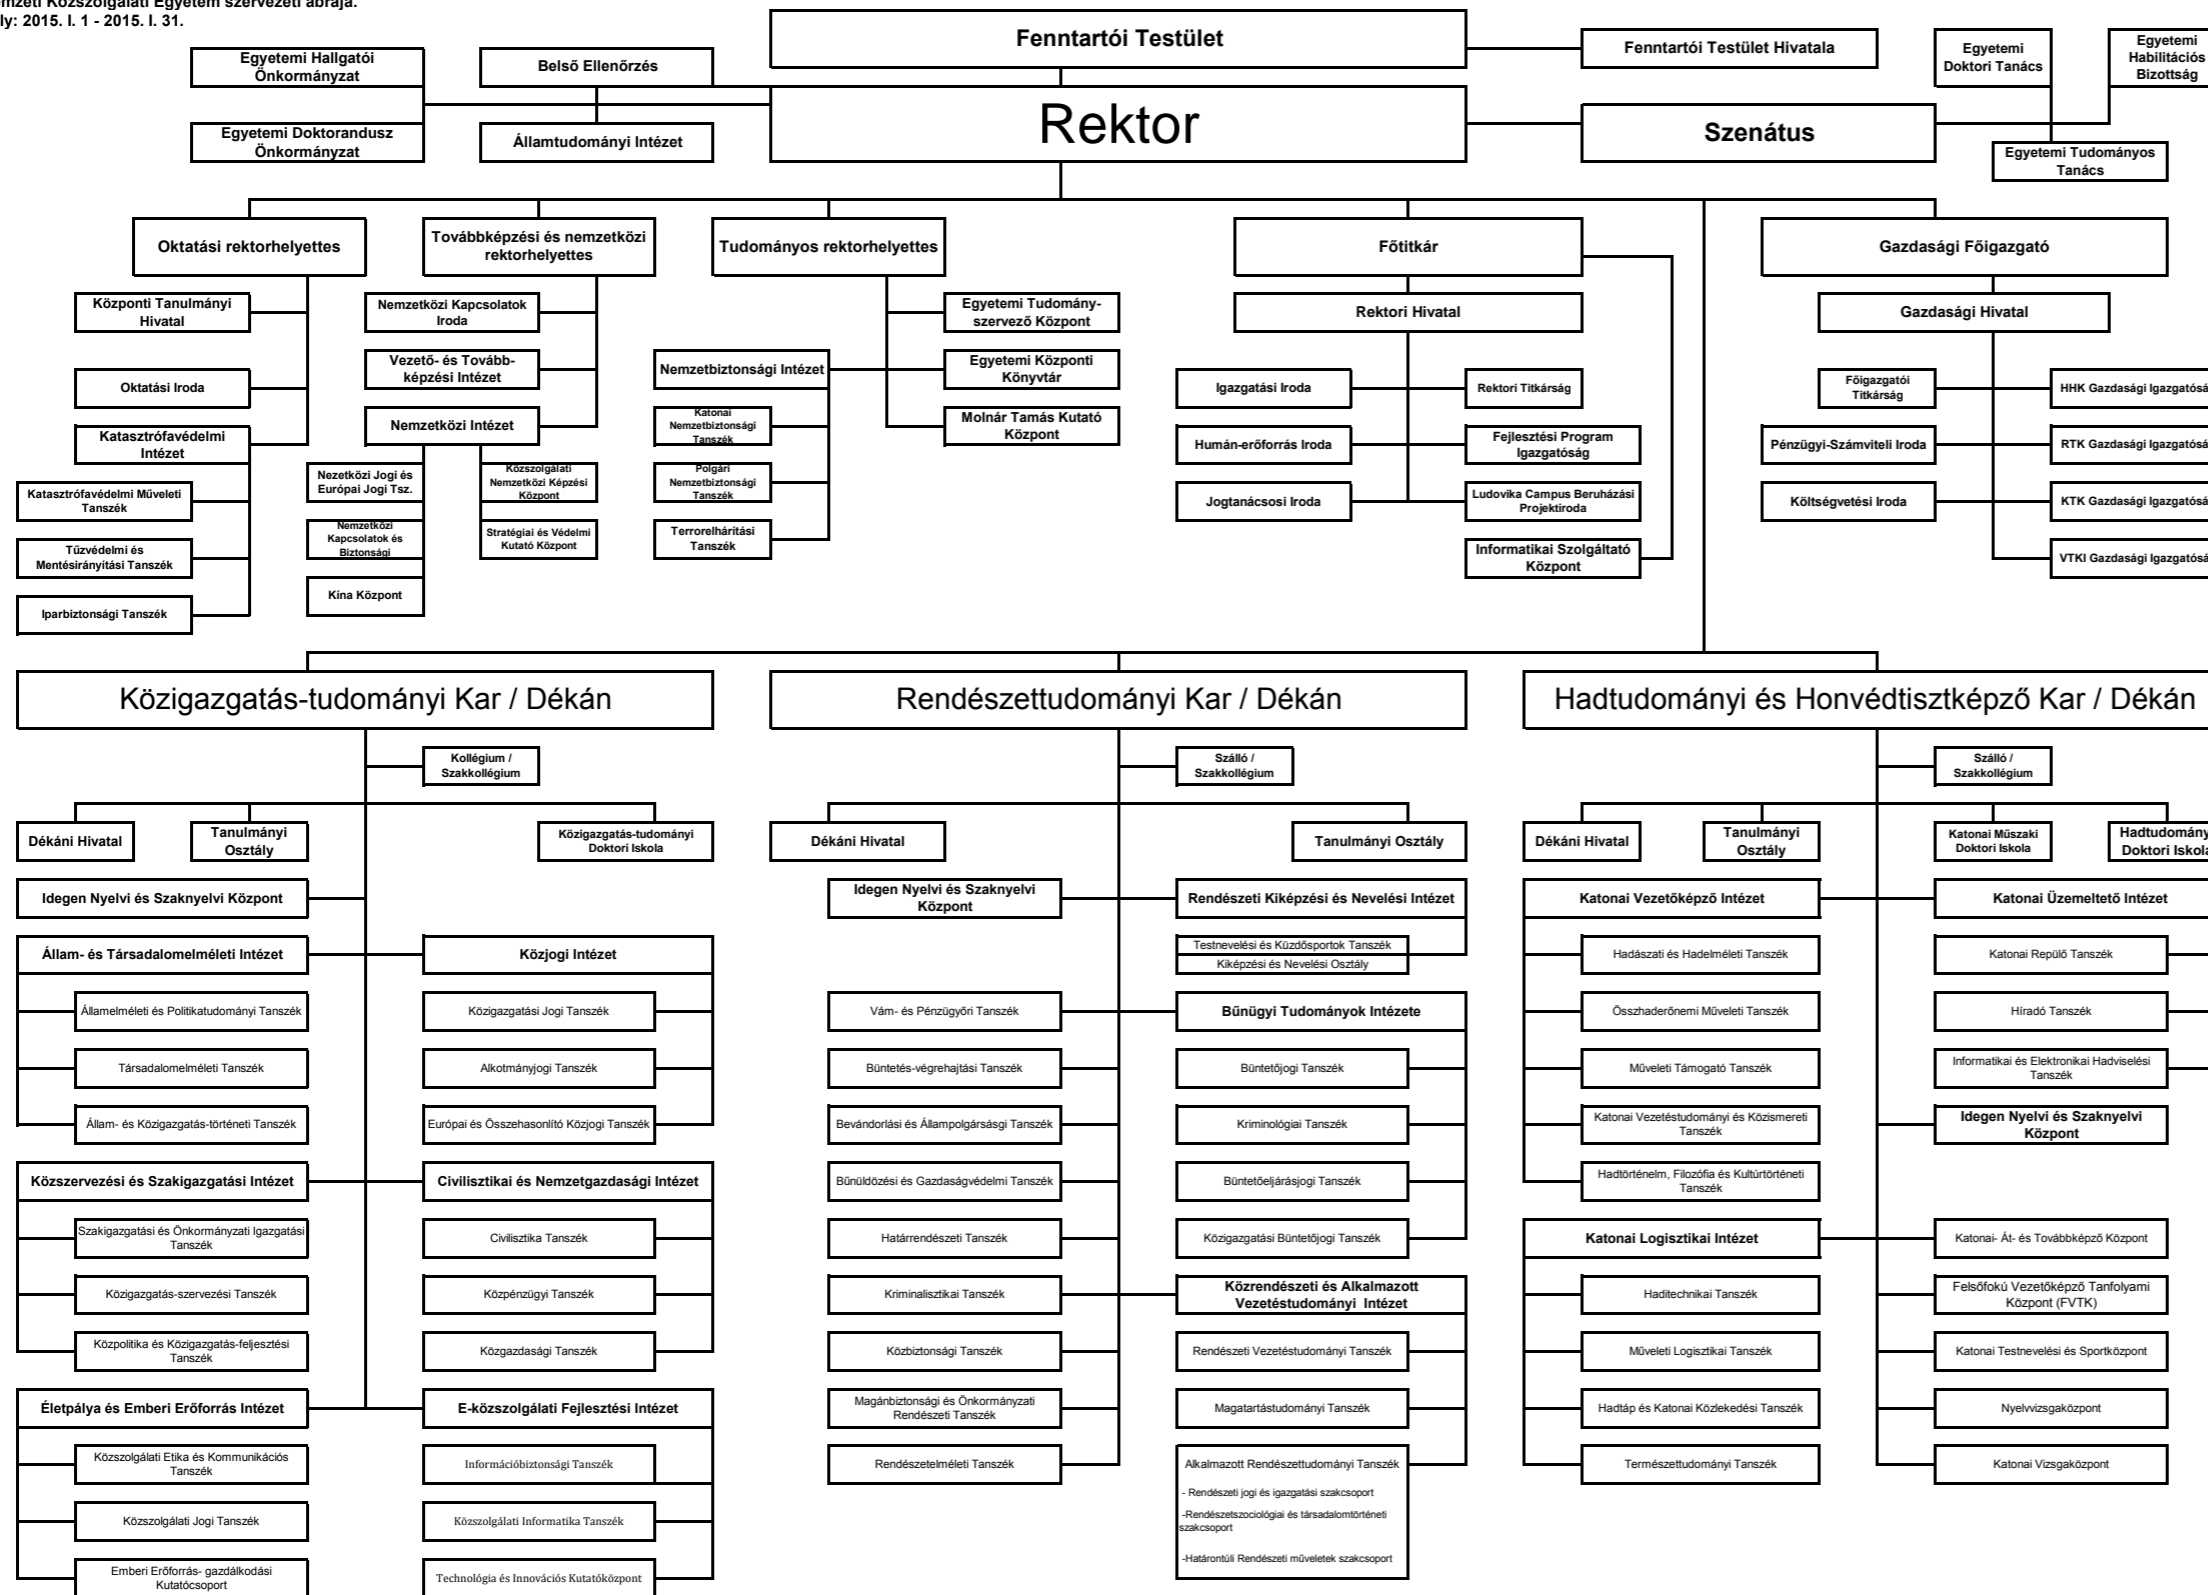 Nemzeti Közszolgálati Egyetem szervezeti ábrája.
2015. I. 1 - 2015. I. 31.
Fenntartói Testület
Fenntartói Testület Hivatala
Egyetemi
Doktori Tanács
Egyetemi
Habilitációs
Bizottság
Egyetemi Hallgatói
Önkormányzat
Belső Ellenőrzés
Rektor
Szenátus
Egyetemi Doktorandusz
Önkormányzat
Államtudományi Intézet
Egyetemi Tudományos
Tanács
Oktatási rektorhelyettes
Továbbképzési és nemzetközi
rektorhelyettes
Tudományos rektorhelyettes
Főtitkár
Gazdasági Főigazgató
Központi Tanulmányi
Hivatal
Oktatási Iroda
Katasztrófavédelmi
Intézet
Katasztrófavédelmi Műveleti
Tanszék
Tűzvédelmi és
Mentésirányítási Tanszék
Iparbiztonsági Tanszék
Nemzetközi Kapcsolatok
Iroda
Vezető- és Tovább-
képzési Intézet
Nemzetközi Intézet
Nezetközi Jogi és
Európai Jogi Tsz.
Nemzetközi
Kapcsolatok és
Biztonsági
Kína Központ
Közszolgálati
Nemzetközi Képzési
Központ
Stratégiai és Védelmi
Kutató Központ
Egyetemi Tudomány-
szervező Központ
Nemzetbiztonsági Intézet
Egyetemi Központi
Könyvtár
Molnár Tamás Kutató
Központ
Katonai
Nemzetbiztonsági
Tanszék
Polgári
Nemzetbiztonsági
Tanszék
Terrorelhárítási
Tanszék
Rektori Hivatal
Igazgatási Iroda
Rektori Titkárság
Humán-erőforrás Iroda
Fejlesztési Program
Igazgatóság
Jogtanácsosi Iroda
Ludovika Campus Beruházási
Projektiroda
Informatikai Szolgáltató
Központ
Gazdasági Hivatal
Főigazgatói
Titkárság
HHK Gazdasági Igazgatóság
Pénzügyi-Számviteli Iroda
RTK Gazdasági Igazgatóság
Költségvetési Iroda
KTK Gazdasági Igazgatóság
VTKI Gazdasági Igazgatóság
Közigazgatás-tudományi Kar / Dékán
Kollégium /
Szakkollégium
Dékáni Hivatal
Tanulmányi
Osztály
Közigazgatás-tudományi
Doktori Iskola
Idegen Nyelvi és Szaknyelvi Központ
Állam- és Társadalomelméleti Intézet
Államelméleti és Politikatudományi Tanszék
Társadalomelméleti Tanszék
Állam- és Közigazgatás-történeti Tanszék
Közjogi Intézet
Közigazgatási Jogi Tanszék
Alkotmányjogi Tanszék
Európai és Összehasonlító Közjogi Tanszék
Közszervezési és Szakigazgatási Intézet
Szakigazgatási és Önkormányzati Igazgatási
Tanszék
Közigazgatás-szervezési Tanszék
Közpolitika és Közigazgatás-feljesztési
Tanszék
Civilisztikai és Nemzetgazdasági Intézet
Civilisztika Tanszék
Közpénzügyi Tanszék
Közgazdasági Tanszék
Életpálya és Emberi Erőforrás Intézet
Közszolgálati Etika és Kommunikációs
Tanszék
Közszolgálati Jogi Tanszék
Emberi Erőforrás- gazdálkodási
Kutatócsoport
E-közszolgálati Fejlesztési Intézet
Információbiztonsági Tanszék
Közszolgálati Informatika Tanszék
Technológia és Innovációs Kutatóközpont
Rendészettudományi Kar / Dékán
Szálló /
Szakkollégium
Dékáni Hivatal
Tanulmányi Osztály
Idegen Nyelvi és Szaknyelvi
Központ
Vám- és Pénzügyőri Tanszék
Büntetés-végrehajtási Tanszék
Bevándorlási és Állampolgársásgi Tanszék
Bűnüldözési és Gazdaságvédelmi Tanszék
Határrendészeti Tanszék
Kriminalisztikai Tanszék
Közbiztonsági Tanszék
Magánbiztonsági és Önkormányzati
Rendészeti Tanszék
Rendészetelméleti Tanszék
Rendészeti Kiképzési és Nevelési Intézet
Testnevelési és Küzdősportok Tanszék
Kiképzési és Nevelési Osztály
Bűnügyi Tudományok Intézete
Büntetőjogi Tanszék
Kriminológiai Tanszék
Büntetőeljárásjogi Tanszék
Közigazgatási Büntetőjogi Tanszék
Közrendészeti és Alkalmazott
Vezetéstudományi Intézet
Rendészeti Vezetéstudományi Tanszék
Magatartástudományi Tanszék
Alkalmazott Rendészettudományi Tanszék
- Rendészeti jogi és igazgatási szakcsoport
-Rendészetszociológiai és társadalomtörténeti
szakcsoport
-Határontúli Rendészeti műveletek szakcsoport
Hadtudományi és Honvédtisztképző Kar / Dékán
Szálló /
Szakkollégium
Dékáni Hivatal
Tanulmányi
Osztály
Katonai Műszaki
Doktori Iskola
Hadtudományi
Doktori Iskola
Katonai Vezetőképző Intézet
Hadászati és Hadelméleti Tanszék
Összhaderőnemi Műveleti Tanszék
Műveleti Támogató Tanszék
Katonai Vezetéstudományi és Közismereti
Tanszék
Hadtörténelm, Filozófia és Kultúrtörténeti
Tanszék
Katonai Üzemeltető Intézet
Katonai Repülő Tanszék
Híradó Tanszék
Informatikai és Elektronikai Hadviselési
Tanszék
Idegen Nyelvi és Szaknyelvi
Központ
Katonai Logisztikai Intézet
Haditechnikai Tanszék
Műveleti Logisztikai Tanszék
Hadtáp és Katonai Közlekedési Tanszék
Természettudományi Tanszék
Katonai- Át- és Továbbképző Központ
Felsőfokú Vezetőképző Tanfolyami
Központ (FVTK)
Katonai Testnevelési és Sportközpont
Nyelvvizsgaközpont
Katonai Vizsgaközpont